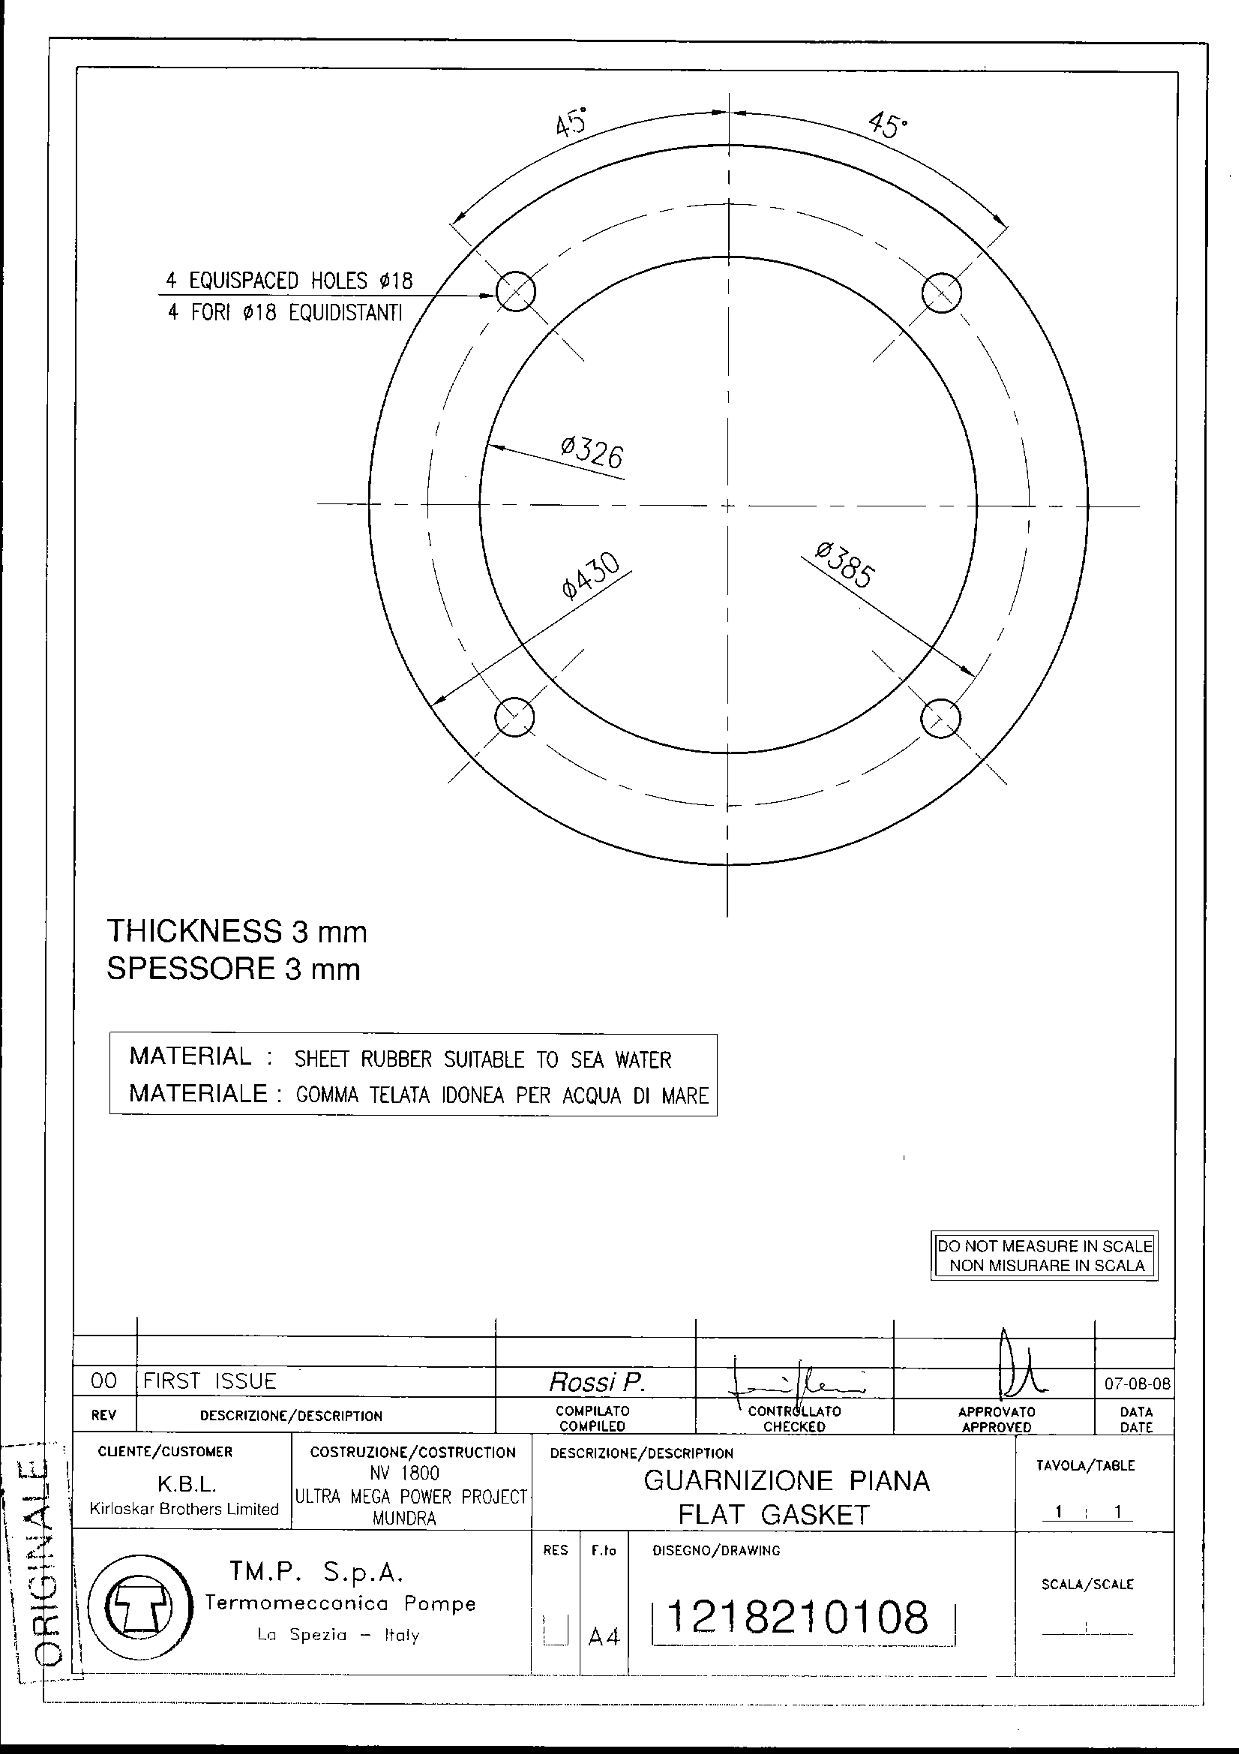 45°
45°
4 EQUISPACED HOLES ø18
4 FORI ø18 EQUIDISTANTI
ø326
ø430
ø385
THICKNESS 3 mm
SPESSORE 3 mm
MATERIAL : SHEET RUBBER SUITABLE TO SEA WATER
MATERIALE : GOMMA TELATA IDONEA PER ACQUA DI MARE
DO NOT MEASURE IN SCALE
NON MISURARE IN SCALA
00 FIRST ISSUE Rossi P. 07-08-08
REV DESCRIZIONE/DESCRIPTION COMPILATO CONTROLLATO APPROVATO DATA
COMPILED CHECKED APPROVED DATE
CLIENTE/CUSTOMER
K.B.L.
Kirloskar Brothers Limited
COSTRUZIONE/COSTRUCTION
NV 1800
ULTRA MEGA POWER PROJECT
MUNDRA
DESCRIZIONE/DESCRIPTION
GUARNIZIONE PIANA
FLAT GASKET
TAVOLA/TABLE
1 : 1
TM.P. S.p.A.
Termomeccanica Pompe
La Spezia - Italy
RES
F.to
A4
DISEGNO/DRAWING
1218210108
SCALA/SCALE
:
ORIGINALE